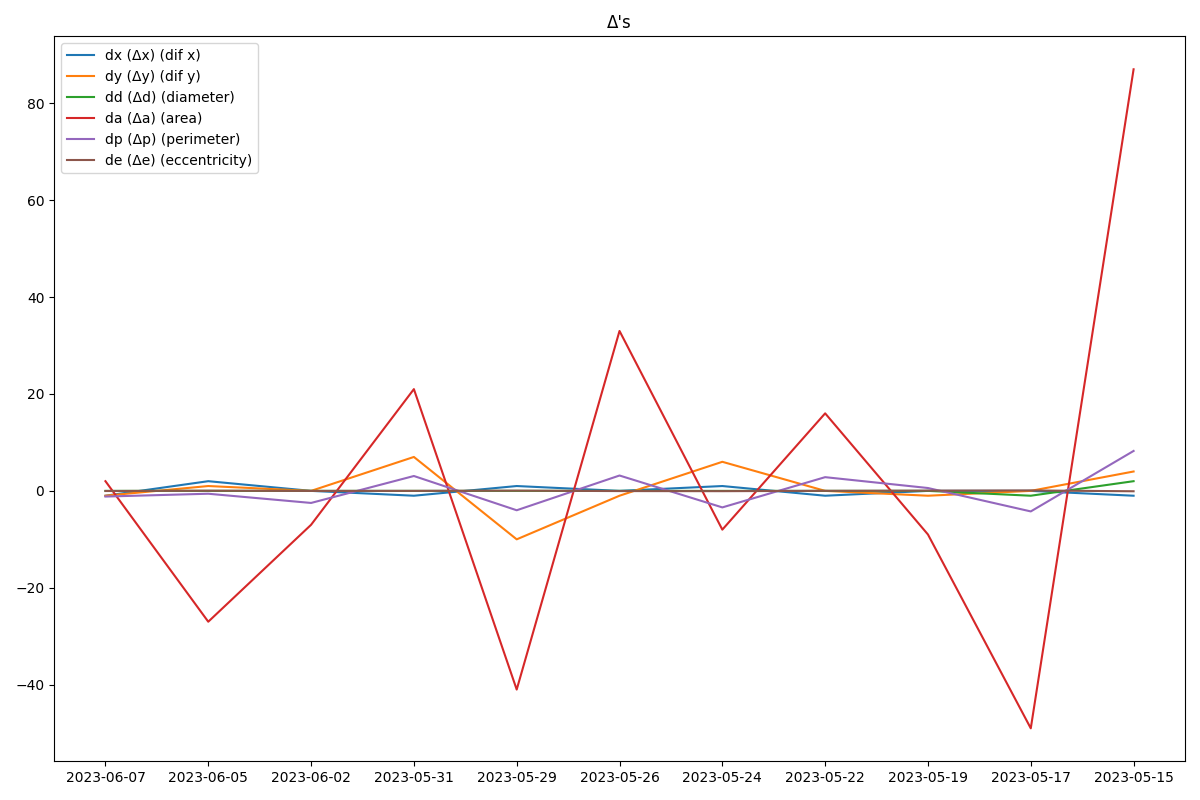 Δ's
dx (Δx) (dif x)
dy (Δy) (dif y)
dd (Δd) (diameter)
da (Δa) (area)
dp (Δp) (perimeter)
de (Δe) (eccentricity)
80
60
40
20
0
−20
−40
2023-06-07 2023-06-05 2023-06-02 2023-05-31 2023-05-29 2023-05-26 2023-05-24 2023-05-22 2023-05-19 2023-05-17 2023-05-15